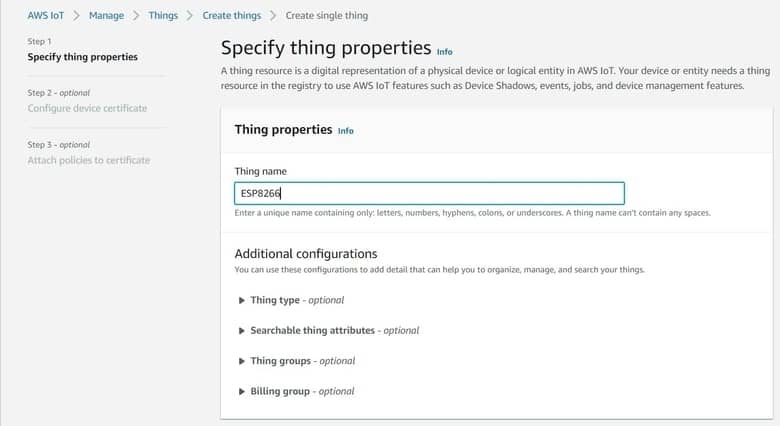 AWS IoT > Manage > Things > Create things > Create single thing
Step 1
Specify thing properties
Step 2 - optional
Configure device certificate
Step 3 - optional
Attach policies to certificate
Specify thing properties Info
A thing resource is a digital representation of a physical device or logical entity in AWS IoT. Your device or entity needs a thing
resource in the registry to use AWS IoT features such as Device Shadows, events, jobs, and device management features.
Thing properties Info
Thing name
ESP8266
Enter a unique name containing only: letters, numbers, hyphens, colons, or underscores. A thing name can't contain any spaces.
Additional configurations
You can use these configurations to add detail that can help you to organize, manage, and search your things.
Thing type - optional
Searchable thing attributes - optional
Thing groups - optional
Billing group - optional